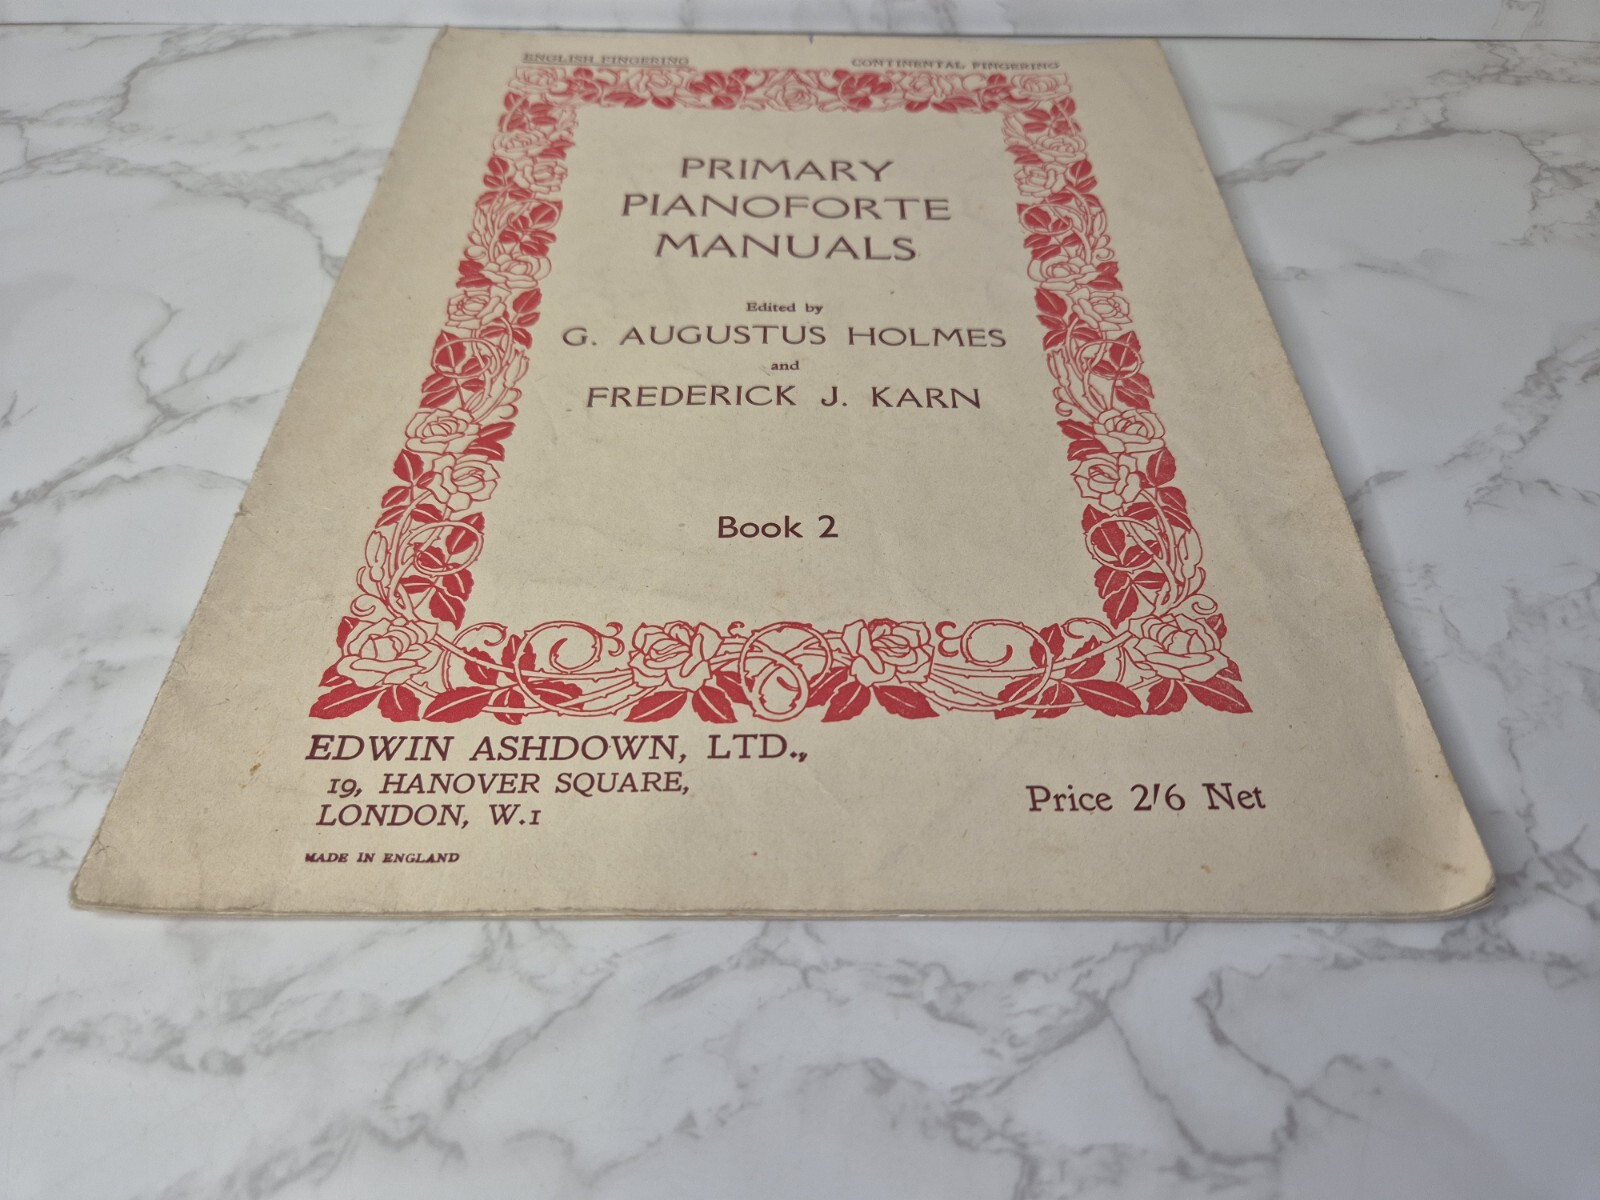 ENGLISH FINGERING
CONTINENTAL FINGERING
PRIMARY
PIANOFORTE
MANUALS
Edited by
G. AUGUSTUS HOLMES
and
FREDERICK J. KARN
Book 2
EDWIN ASHDOWN, LTD.,
19, HANOVER SQUARE,
LONDON, W.1
Price 2/6 Net
MADE IN ENGLAND